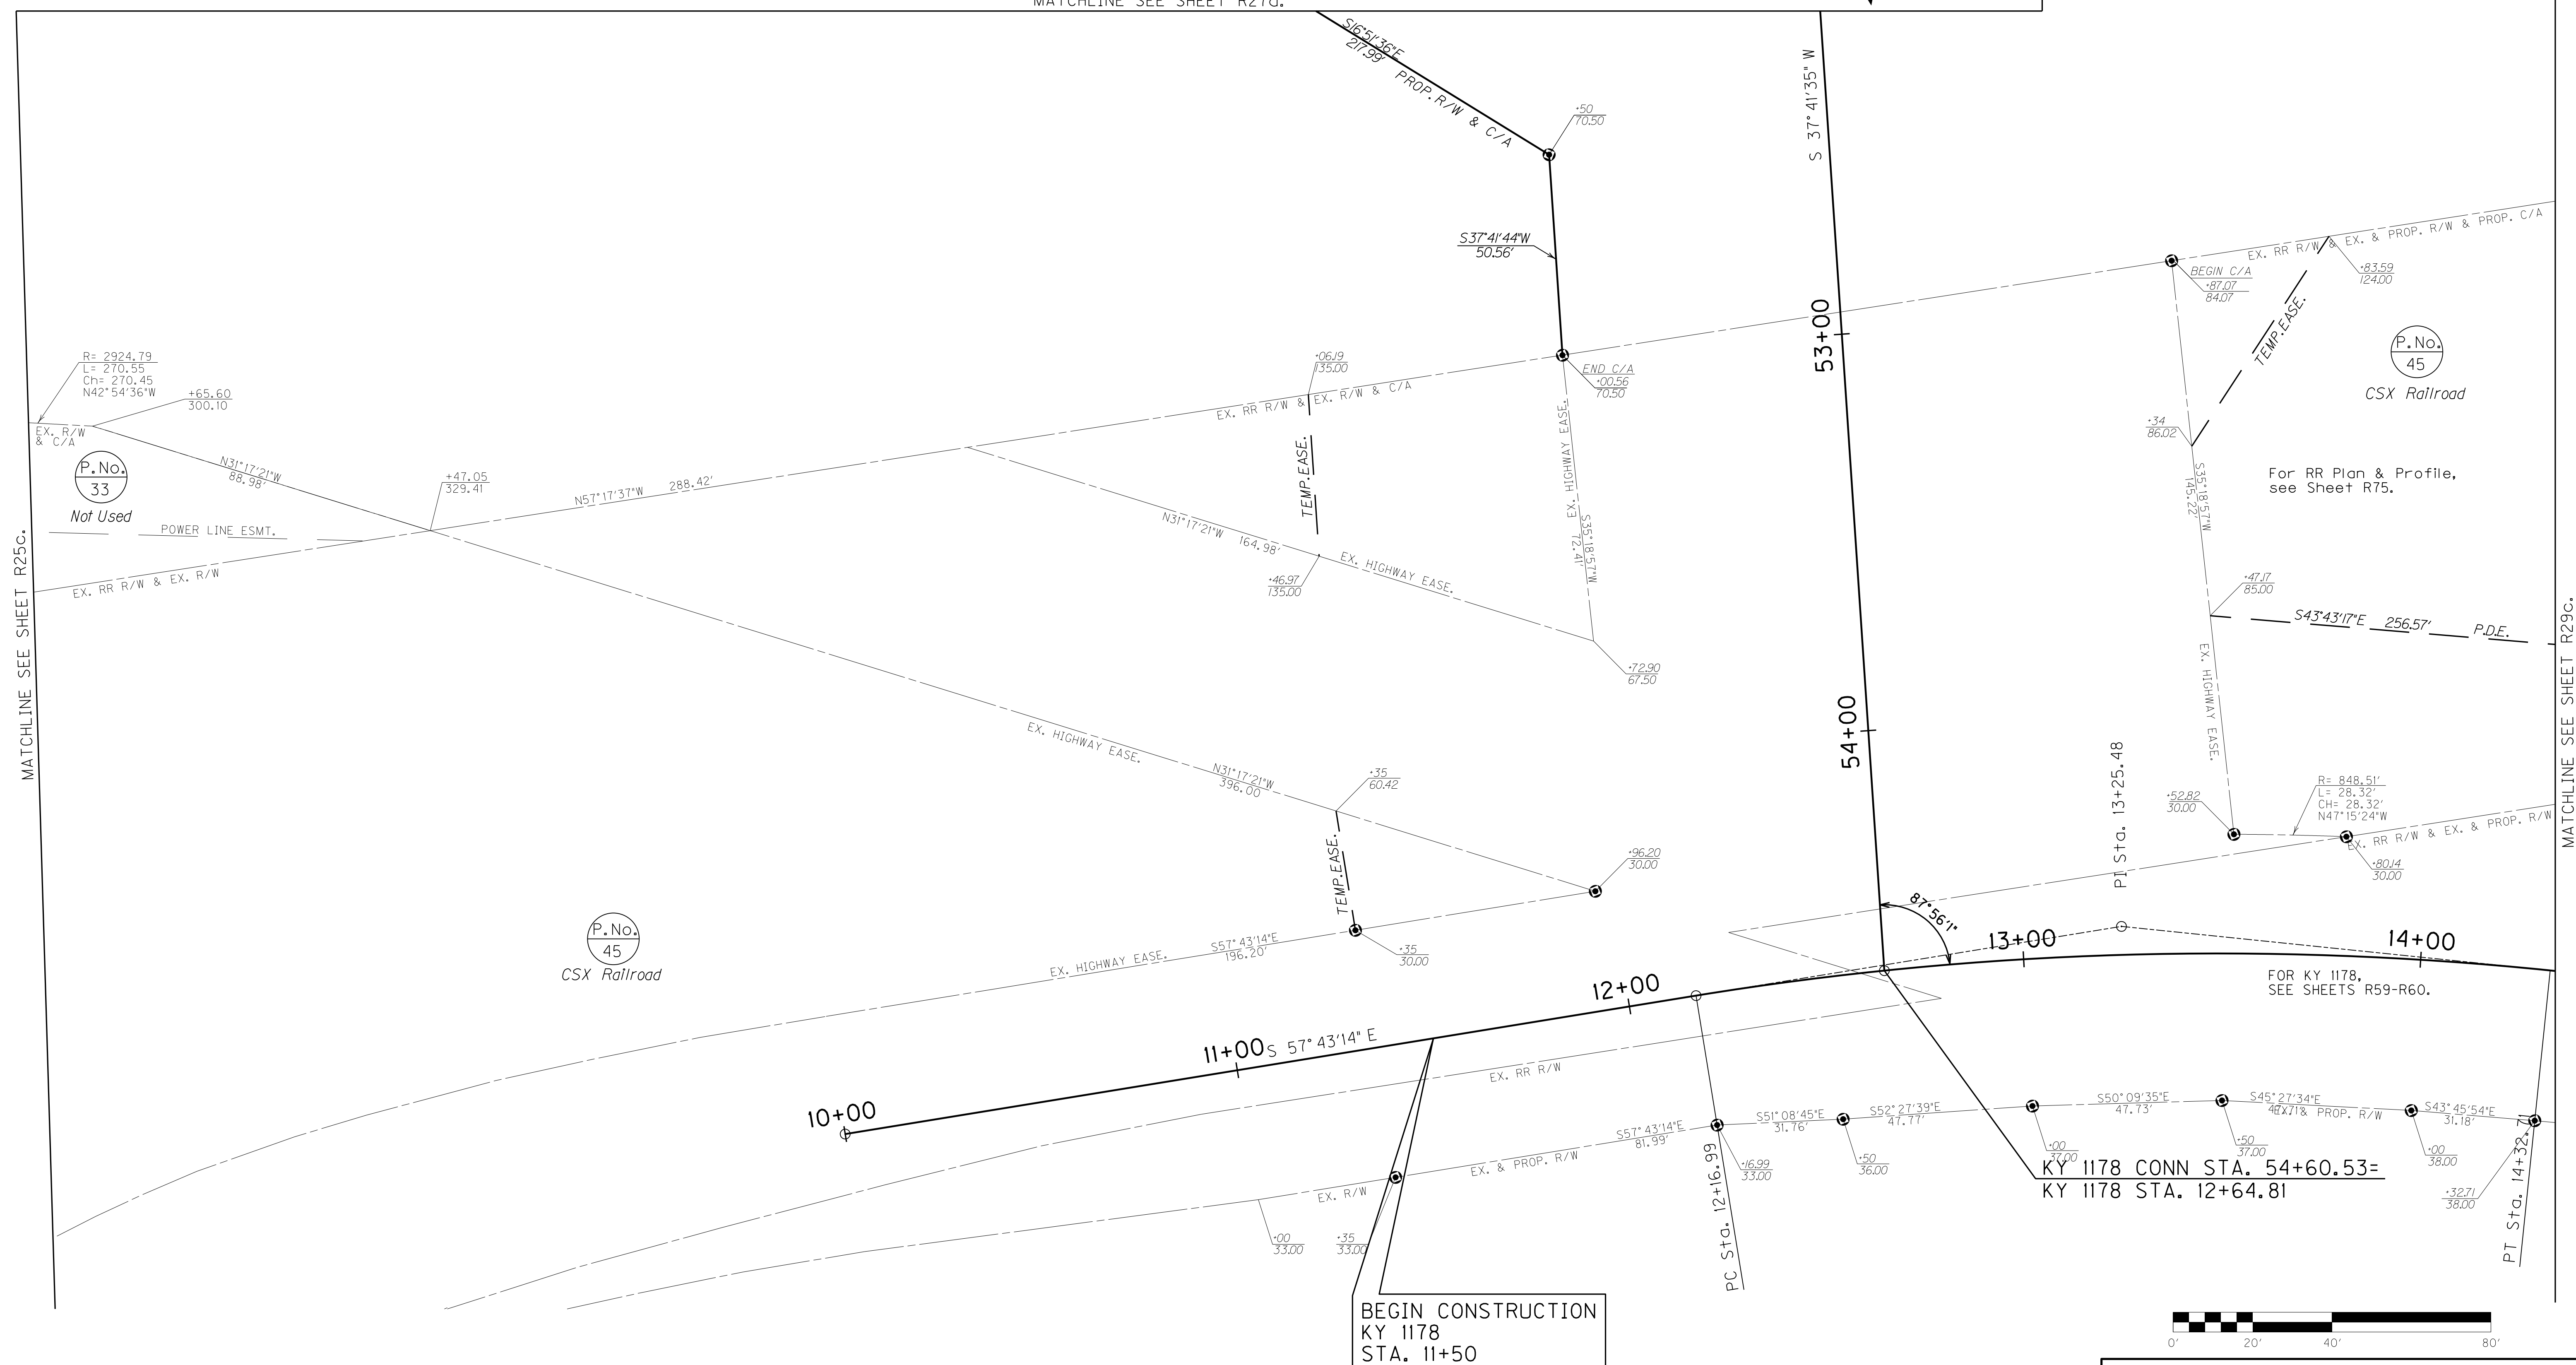 MATCHLINE SEE SHEET R27d.
S16°51'36"E
217.99'
PROP. R/W & C/A
+50
70.50
S 37° 41'35" W
S37°41'44"W
50.56'
53+00
EX. RR R/W & EX. & PROP. R/W & PROP. C/A
BEGIN C/A
+87.07
84.07
+83.59
124.00
TEMP. EASE.
P.No.
45
CSX Railroad
+34
86.02
For RR Plan & Profile,
see Sheet R75.
S35°18'57"W
145.22'
+47.17
85.00
S43°43'17"E 256.57' P.D.E.
EX. HIGHWAY EASE.
R= 2924.79
L= 270.55
Ch= 270.45
N42°54'36"W
+65.60
300.10
EX. R/W
& C/A
P.No.
33
Not Used
N31°17'21"W
88.98'
+47.05
329.41
POWER LINE ESMT.
EX. RR R/W & EX. R/W
N57°17'37"W 288.42'
+06.19
135.00
EX. RR R/W & EX. R/W & C/A
END C/A
+00.56
70.50
TEMP. EASE.
EX. HIGHWAY EASE.
S35°18'57"W
72.41'
N31°17'21"W 164.98'
EX. HIGHWAY EASE.
+46.97
135.00
+72.90
67.50
MATCHLINE SEE SHEET R25c.
MATCHLINE SEE SHEET R29c.
54+00
EX. HIGHWAY EASE.
N31°17'21"W
396.00
+35
60.42
TEMP. EASE.
+96.20
30.00
PI Sta. 13+25.48
+52.82
30.00
R= 848.51'
L= 28.32'
CH= 28.32'
N47°15'24"W
EX. RR R/W & EX. & PROP. R/W
+80.14
30.00
P.No.
45
CSX Railroad
EX. HIGHWAY EASE.
S57°43'14"E
196.20'
+35
30.00
87°56'1"
10+00
11+00
S 57° 43'14" E
12+00
13+00
14+00
FOR KY 1178,
SEE SHEETS R59-R60.
EX. RR R/W
EX. R/W
EX. & PROP. R/W
S57°43'14"E
81.99'
S51°08'45"E
31.76'
S52°27'39"E
47.77'
S50°09'35"E
47.73'
S45°27'34"E
47.71'
EX. & PROP. R/W
S43°45'54"E
31.18'
+00
33.00
+35
33.00
PC Sta. 12+16.99
+16.99
33.00
+50
36.00
+00
37.00
+50
37.00
+00
38.00
+32.71
38.00
PT Sta. 14+32.71
KY 1178 CONN STA. 54+60.53=
KY 1178 STA. 12+64.81
BEGIN CONSTRUCTION
KY 1178
STA. 11+50
0' 20' 40' 80'